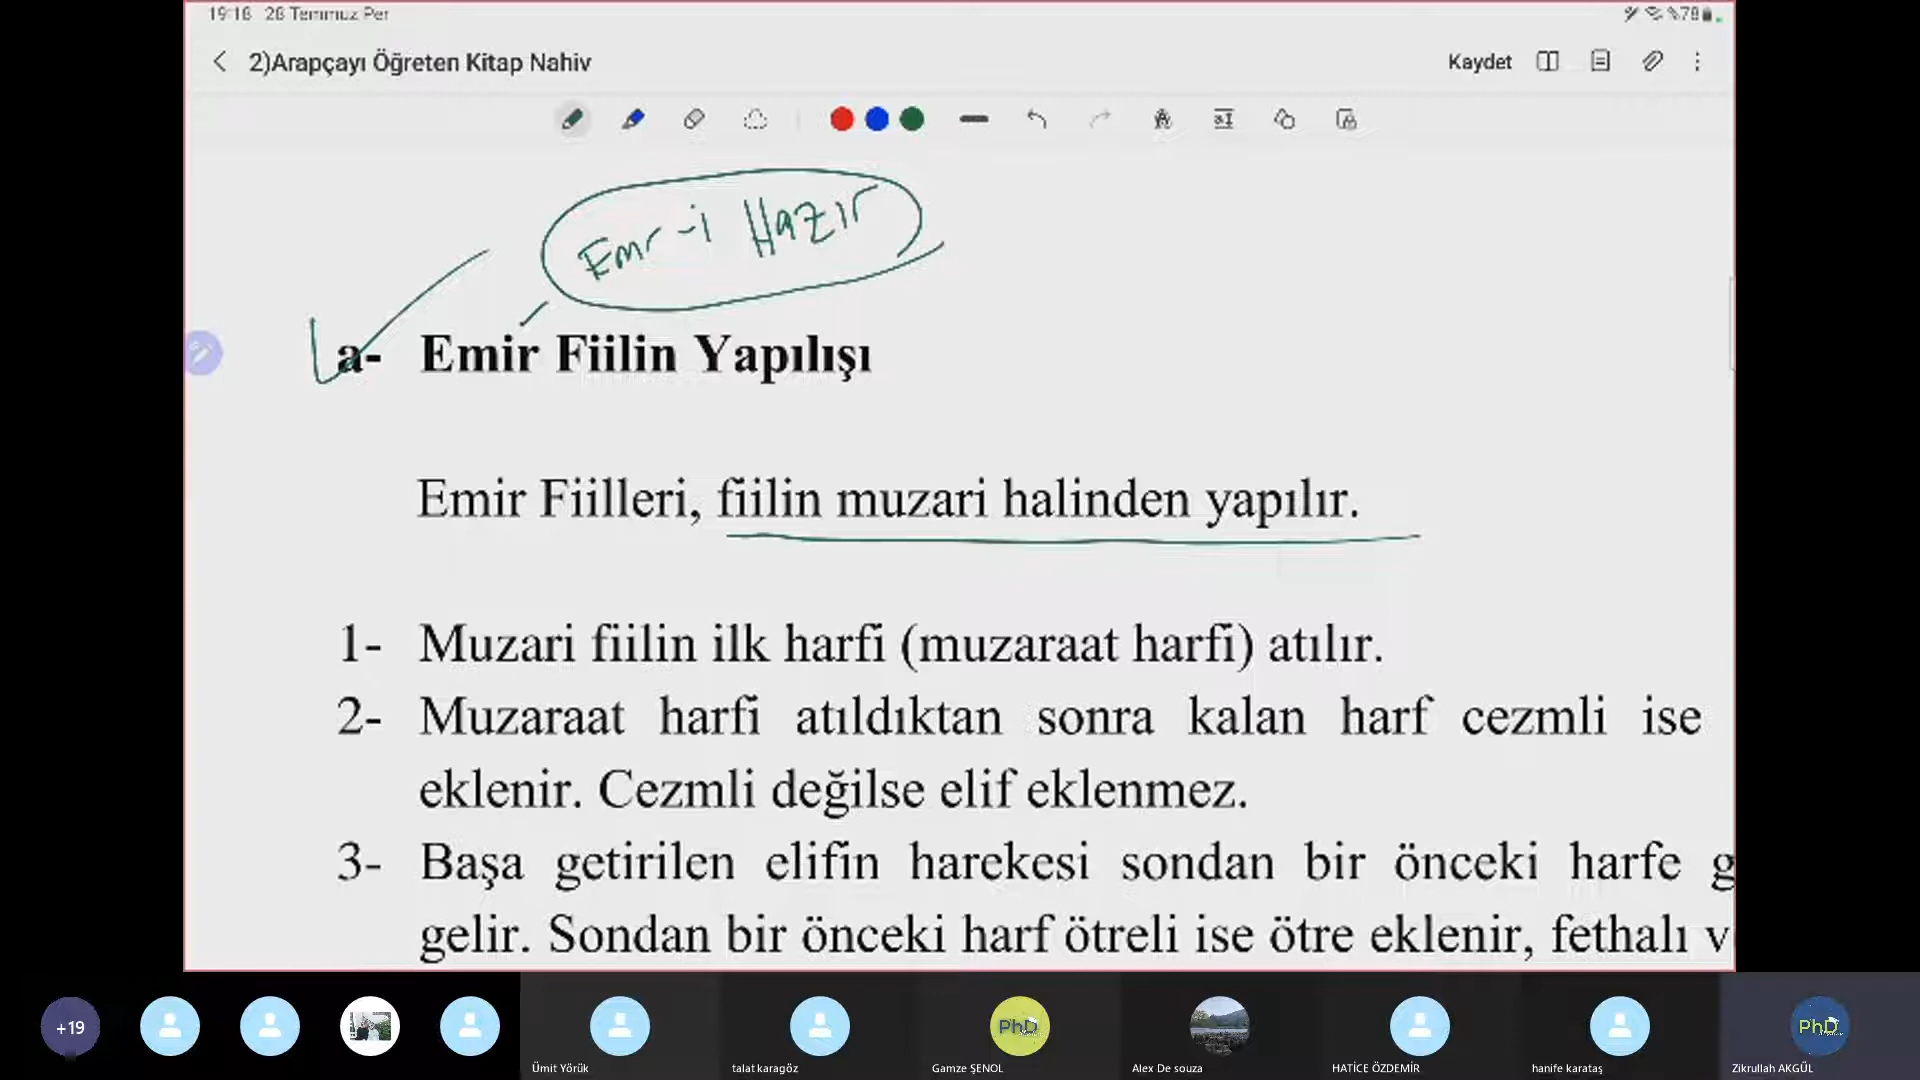 19:18 28 Temmuz Per
%78
2)Arapçayı Öğreten Kitap Nahiv
Kaydet
Emr-i Hazır
a- Emir Fiilin Yapılışı
Emir Fiilleri, fiilin muzari halinden yapılır.
1- Muzari fiilin ilk harfi (muzaraat harfi) atılır.
2- Muzaraat harfi atıldıktan sonra kalan harf cezmli ise
eklenir. Cezmli değilse elif eklenmez.
3- Başa getirilen elifin harekesi sondan bir önceki harfe g
gelir. Sondan bir önceki harf ötreli ise ötre eklenir, fethalı v
+19
PhD
PhD
Ümit Yörük
talat karagöz
Gamze ŞENOL
Alex De souza
HATİCE ÖZDEMİR
hanife karataş
Zikrullah AKGÜL